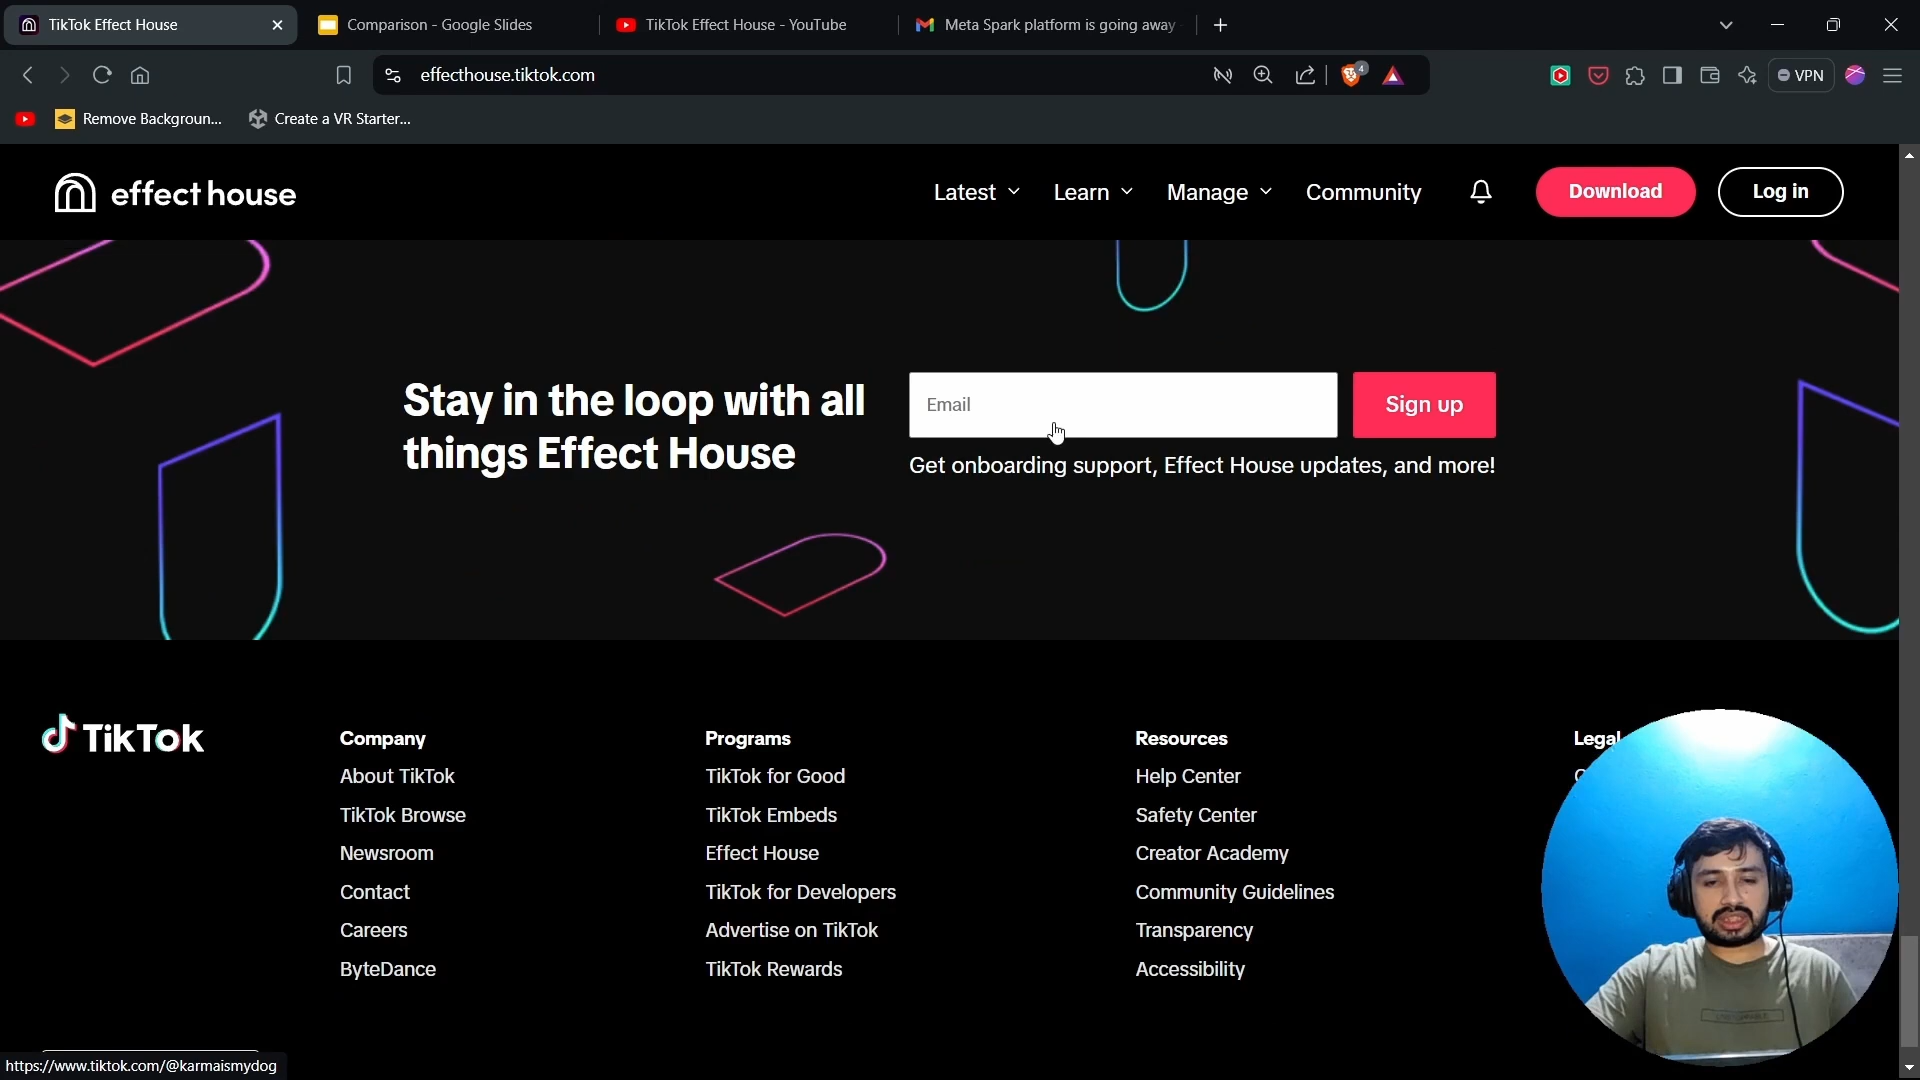 TikTok Effect House
Comparison - Google Slides
TikTok Effect House - YouTube
Meta Spark platform is going away
effecthouse.tiktok.com
4
VPN
Remove Backgroun...
Create a VR Starter...
effect house
Latest
Learn
Manage
Community
Download
Log in
Stay in the loop with all
things Effect House
Email
Sign up
Get onboarding support, Effect House updates, and more!
TikTok
Company
About TikTok
TikTok Browse
Newsroom
Contact
Careers
ByteDance
Programs
TikTok for Good
TikTok Embeds
Effect House
TikTok for Developers
Advertise on TikTok
TikTok Rewards
Resources
Help Center
Safety Center
Creator Academy
Community Guidelines
Transparency
Accessibility
Legal
https://www.tiktok.com/@karmaismydog